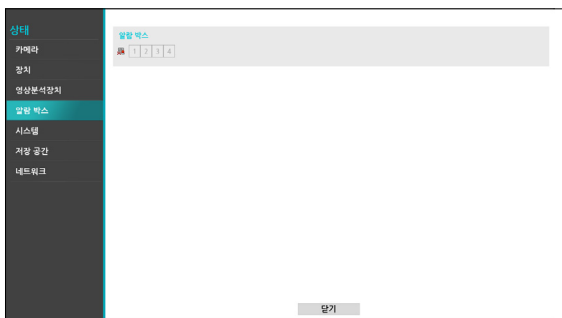 상태
카메라
장치
영상분석장치
알람 박스
시스템
저장 공간
네트워크
알람 박스
1 2 3 4
닫기